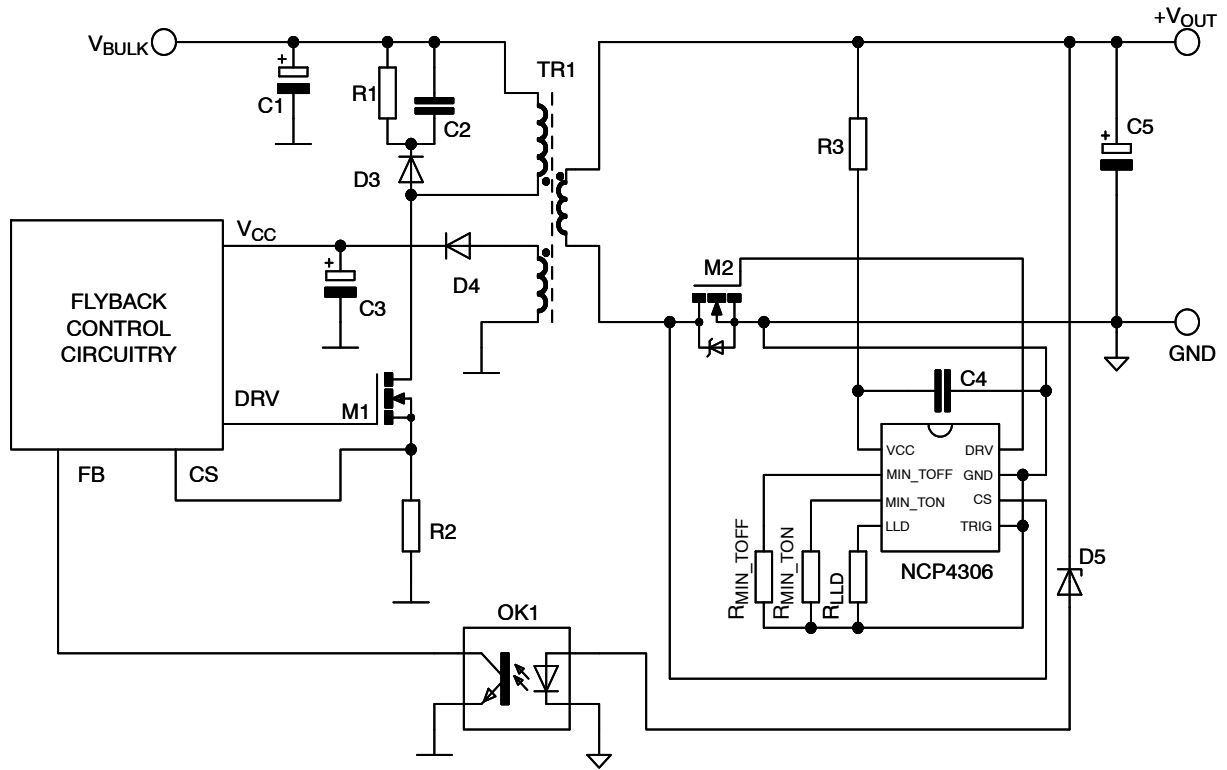 +VOUT
VBULK
TR1
C1
R1
C2
C5
R3
D3
VCC
M2
D4
C3
FLYBACK
CONTROL
CIRCUITRY
GND
C4
DRV
M1
VCC
DRV
MIN_TOFF
GND
FB
CS
MIN_TON
CS
LLD
TRIG
R2
RMIN_TOFF
RMIN_TON
RLLD
NCP4306
D5
OK1
+
+
+